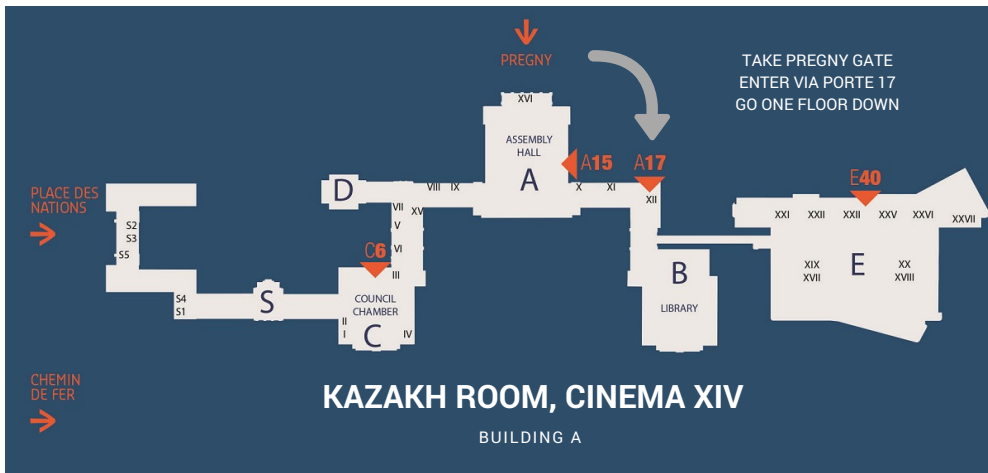 PREGNY
TAKE PREGNY GATE
ENTER VIA PORTE 17
GO ONE FLOOR DOWN
XVI
ASSEMBLY
HALL
A
A15
A17
E40
D
VIII IX
X XI
XII
PLACE DES
NATIONS
S2
S3
S5
VII
XV
V
VI
III
C6
XXI XXII XXII XXV XXVI XXVII
XIX
XVII
E
XX
XVIII
B
LIBRARY
S4
S1
S
COUNCIL
CHAMBER
II
I
C
IV
CHEMIN
DE FER
KAZAKH ROOM, CINEMA XIV
BUILDING A